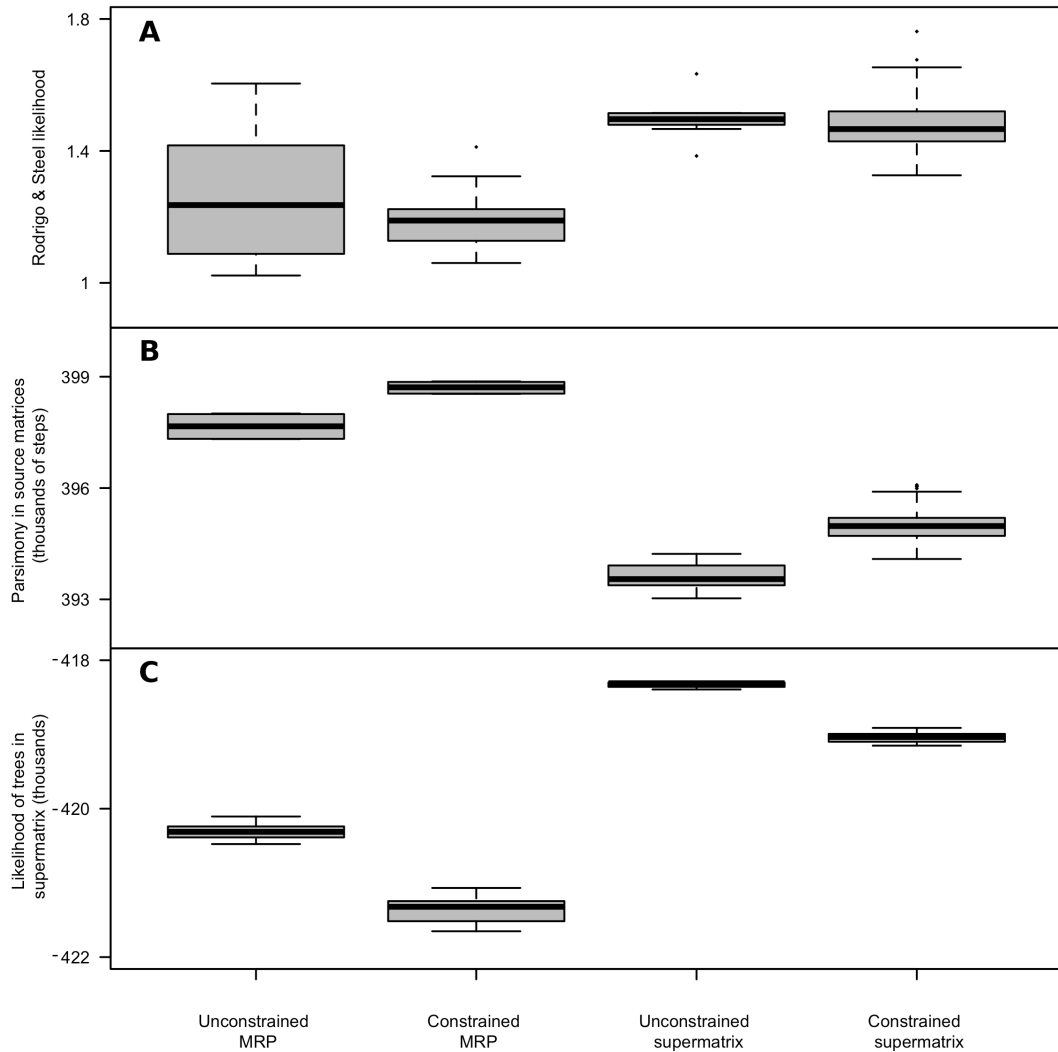 A
Rodrigo & Steel likelihood
1.8
1.4
1
B
Parsimony in source matrices
(thousands of steps)
399
396
393
C
Likelihood of trees in
supermatrix (thousands)
-418
-420
-422
Unconstrained
MRP
Constrained
MRP
Unconstrained
supermatrix
Constrained
supermatrix